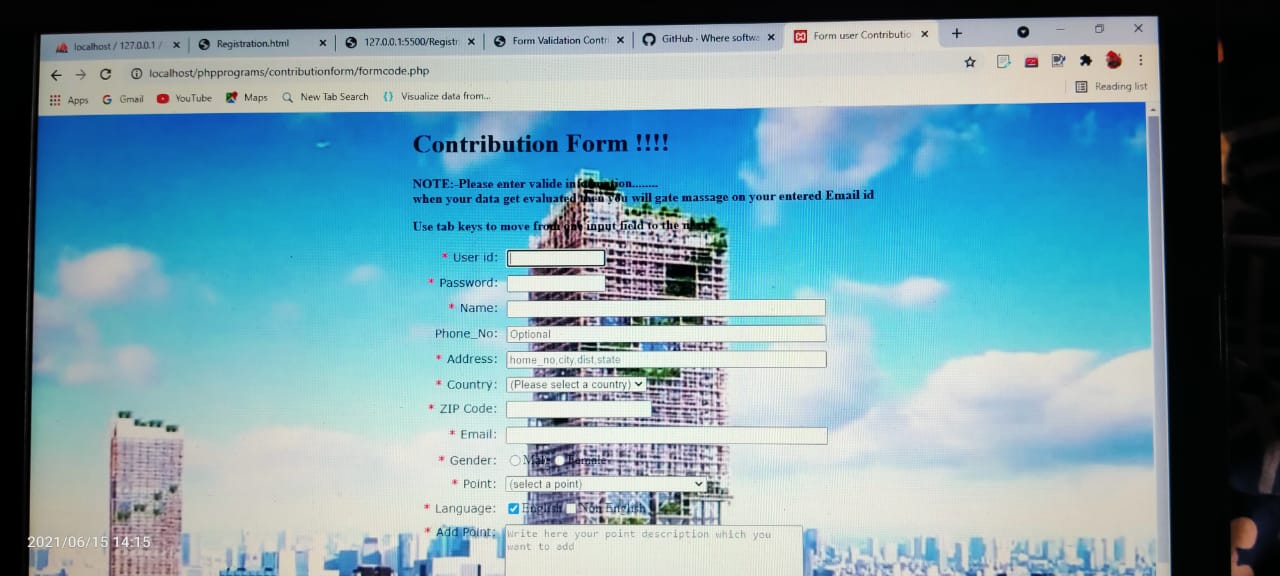 localhost / 127.0.0.1 /
Registration.html
127.0.0.1:5500/Registr
Form Validation Contr
GitHub · Where softwa
Form user Contributio
localhost/phpprograms/contributionform/formcode.php
Apps
Gmail
YouTube
Maps
New Tab Search
Visualize data from...
Reading list
Contribution Form !!!!
NOTE:-Please enter valide information........
when your data get evaluated then you will gate massage on your entered Email id
Use tab keys to move from one input field to the next
* User id:
* Password:
* Name:
Phone_No: Optional
* Address: home_no,city,dist,state
* Country: (Please select a country)
* ZIP Code:
* Email:
* Gender: Male Female
* Point: (select a point)
* Language: English Non English
* Add Point: Write here your point description which you
want to add
2021/06/15 14:15